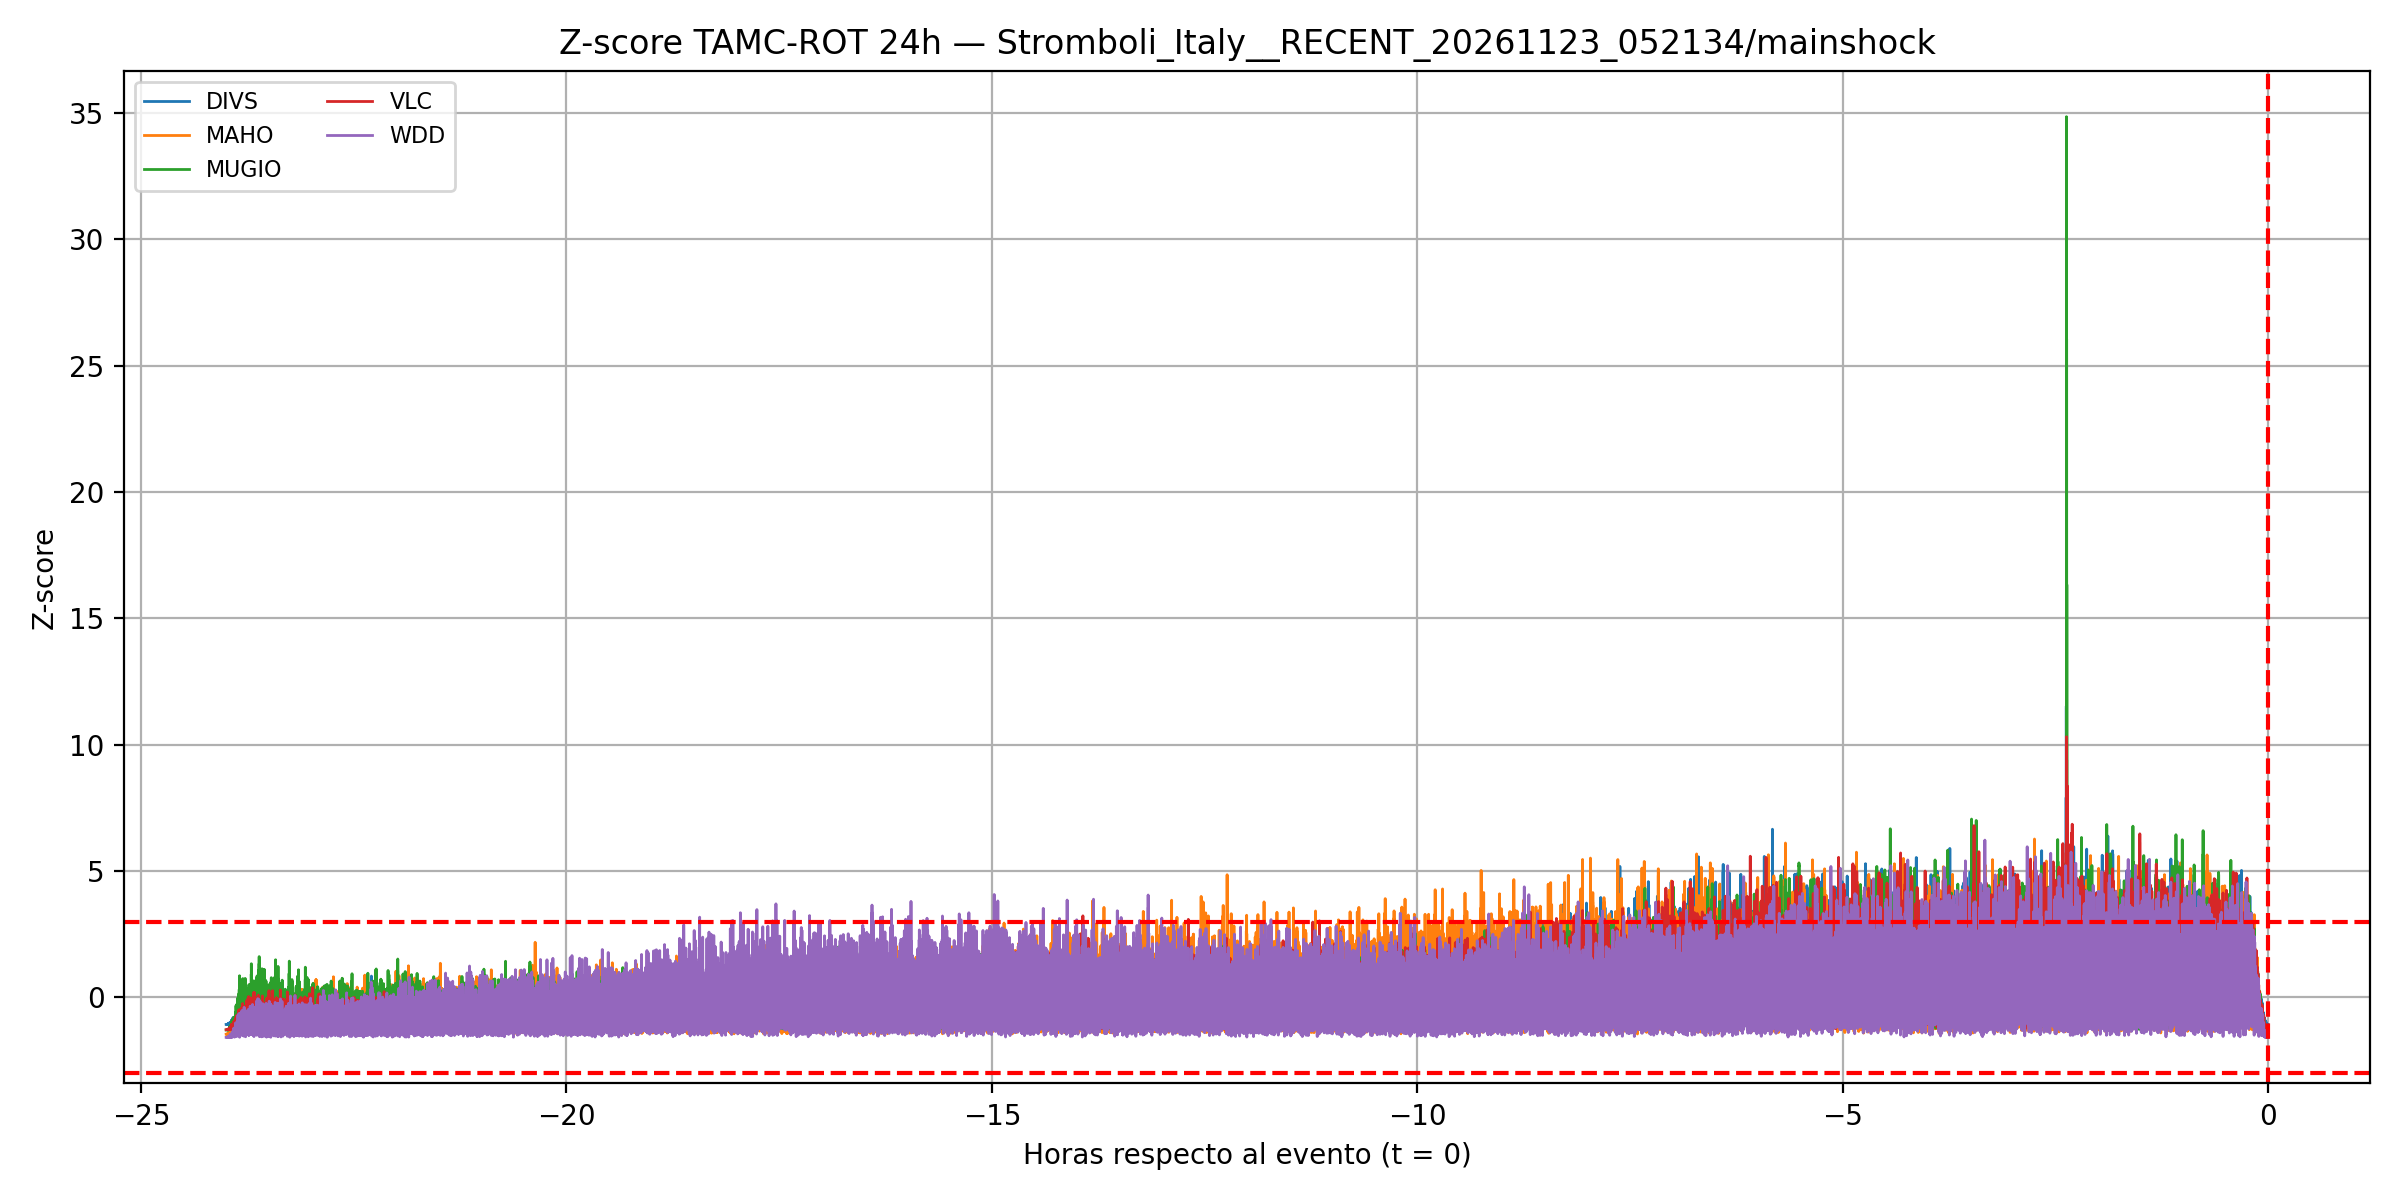 Z-score TAMC-ROT 24h — Stromboli_Italy__RECENT_20261123_052134/mainshock
DIVS
MAHO
MUGIO
VLC
WDD
35
30
25
20
15
10
5
0
Z-score
−25
−20
−15
−10
−5
0
Horas respecto al evento (t = 0)